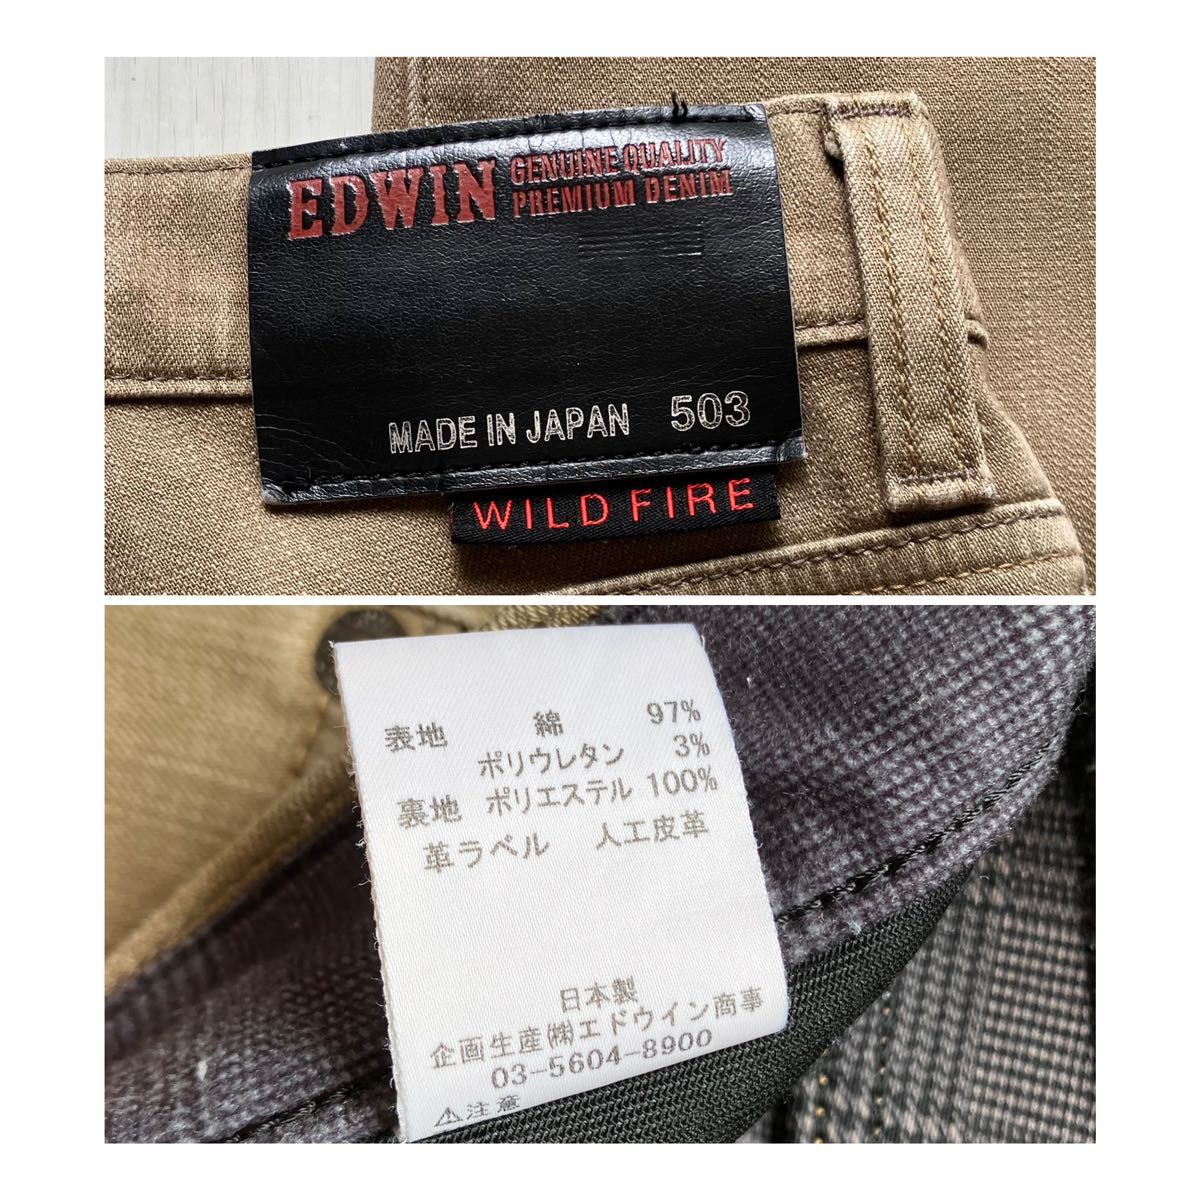 EDWIN GENUINE QUALITY
PREMIUM DENIM
MADE IN JAPAN 503
WILD FIRE
表地 綿 97%
ポリウレタン 3%
裏地 ポリエステル 100%
革ラベル 人工皮革
日本製
企画生産㈱エドウイン商事
03-5604-8900
⚠注意